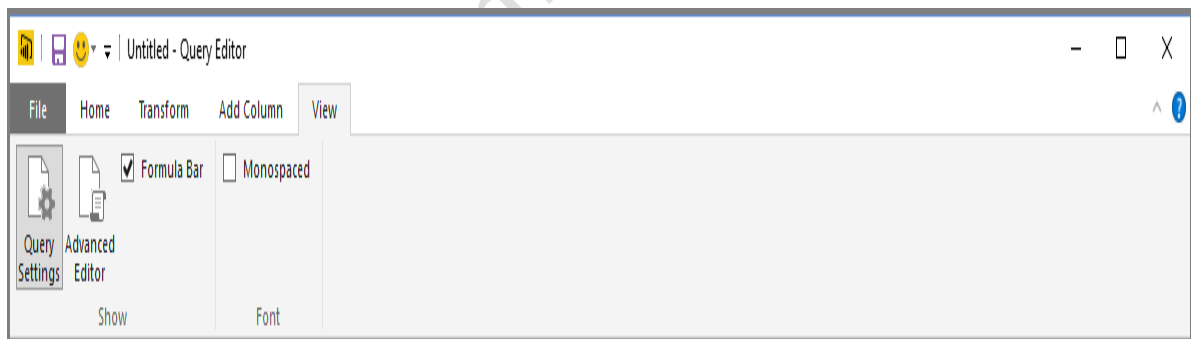 Untitled - Query Editor
File Home Transform Add Column View
Formula Bar Monospaced
Query Settings
Advanced Editor
Show Font